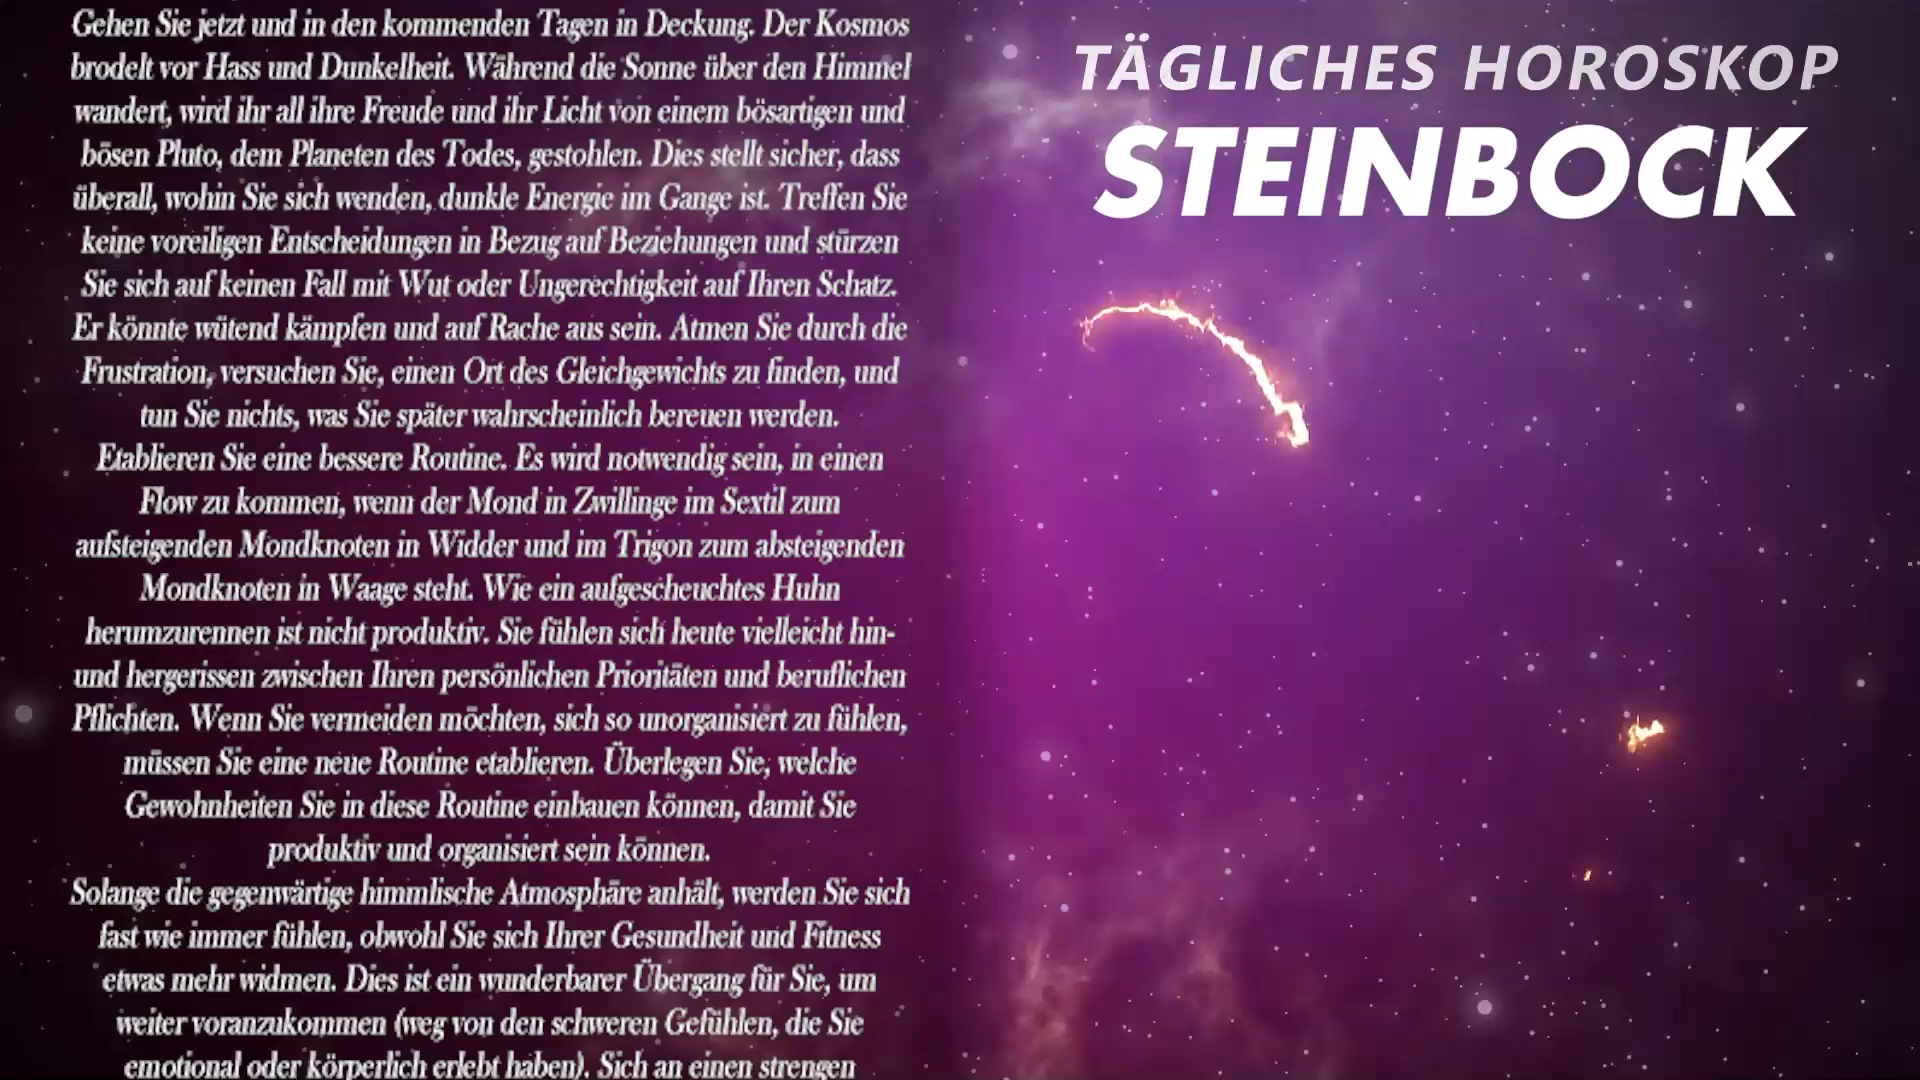 Gehen Sie jetzt und in den kommenden Tagen in Deckung. Der Kosmos
brodelt vor Hass und Dunkelheit. Während die Sonne über den Himmel
wandert, wird ihr all ihre Freude und ihr Licht von einem bösartigen und
bösen Pluto, dem Planeten des Todes, gestohlen. Dies stellt sicher, dass
überall, wohin Sie sich wenden, dunkle Energie im Gange ist. Treffen Sie
keine voreiligen Entscheidungen in Bezug auf Beziehungen und stürzen
Sie sich auf keinen Fall mit Wut oder Ungerechtigkeit auf Ihren Schatz.
Er könnte wütend kämpfen und auf Rache aus sein. Atmen Sie durch die
Frustration, versuchen Sie, einen Ort des Gleichgewichts zu finden, und
tun Sie nichts, was Sie später wahrscheinlich bereuen werden.
Etablieren Sie eine bessere Routine. Es wird notwendig sein, in einen
Flow zu kommen, wenn der Mond in Zwillinge im Sextil zum
aufsteigenden Mondknoten in Widder und im Trigon zum absteigenden
Mondknoten in Waage steht. Wie ein aufgescheuchtes Huhn
herumzurennen ist nicht produktiv. Sie fühlen sich heute vielleicht hin-
und hergerissen zwischen Ihren persönlichen Prioritäten und beruflichen
Pflichten. Wenn Sie vermeiden möchten, sich so unorganisiert zu fühlen,
müssen Sie eine neue Routine etablieren. Überlegen Sie, welche
Gewohnheiten Sie in diese Routine einbauen können, damit Sie
produktiv und organisiert sein können.
Solange die gegenwärtige himmlische Atmosphäre anhält, werden Sie sich
fast wie immer fühlen, obwohl Sie sich Ihrer Gesundheit und Fitness
etwas mehr widmen. Dies ist ein wunderbarer Übergang für Sie, um
weiter voranzukommen (weg von den schweren Gefühlen, die Sie
emotional oder körperlich erlebt haben). Sich an einen strengen
TÄGLICHES HOROSKOP
STEINBOCK